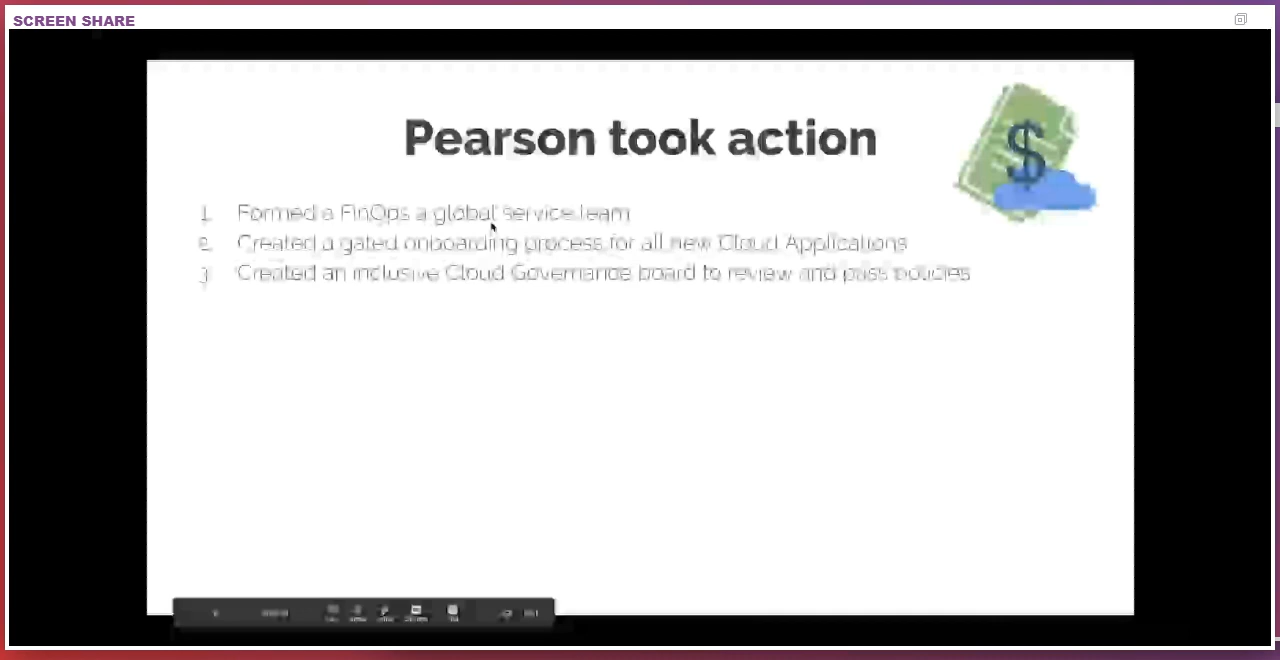 SCREEN SHARE
Pearson took action
$
1. Formed a FinOps a global service team
2. Created a gated onboarding process for all new Cloud Applications
3. Created an inclusive Cloud Governance board to review and pass policies